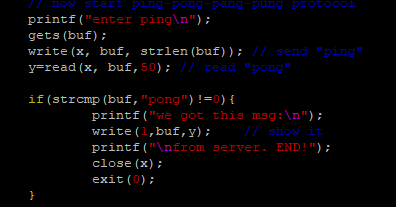 // now start ping-pong-pang-pung protocol
printf("enter ping\n");
gets(buf);
write(x, buf, strlen(buf)); // send "ping"
y=read(x, buf,50); // read "pong"
if(strcmp(buf,"pong")!=0){
printf("we got this msg:\n");
write(1,buf,y); // show it
printf("\nfrom server. END!");
close(x);
exit(0);
}